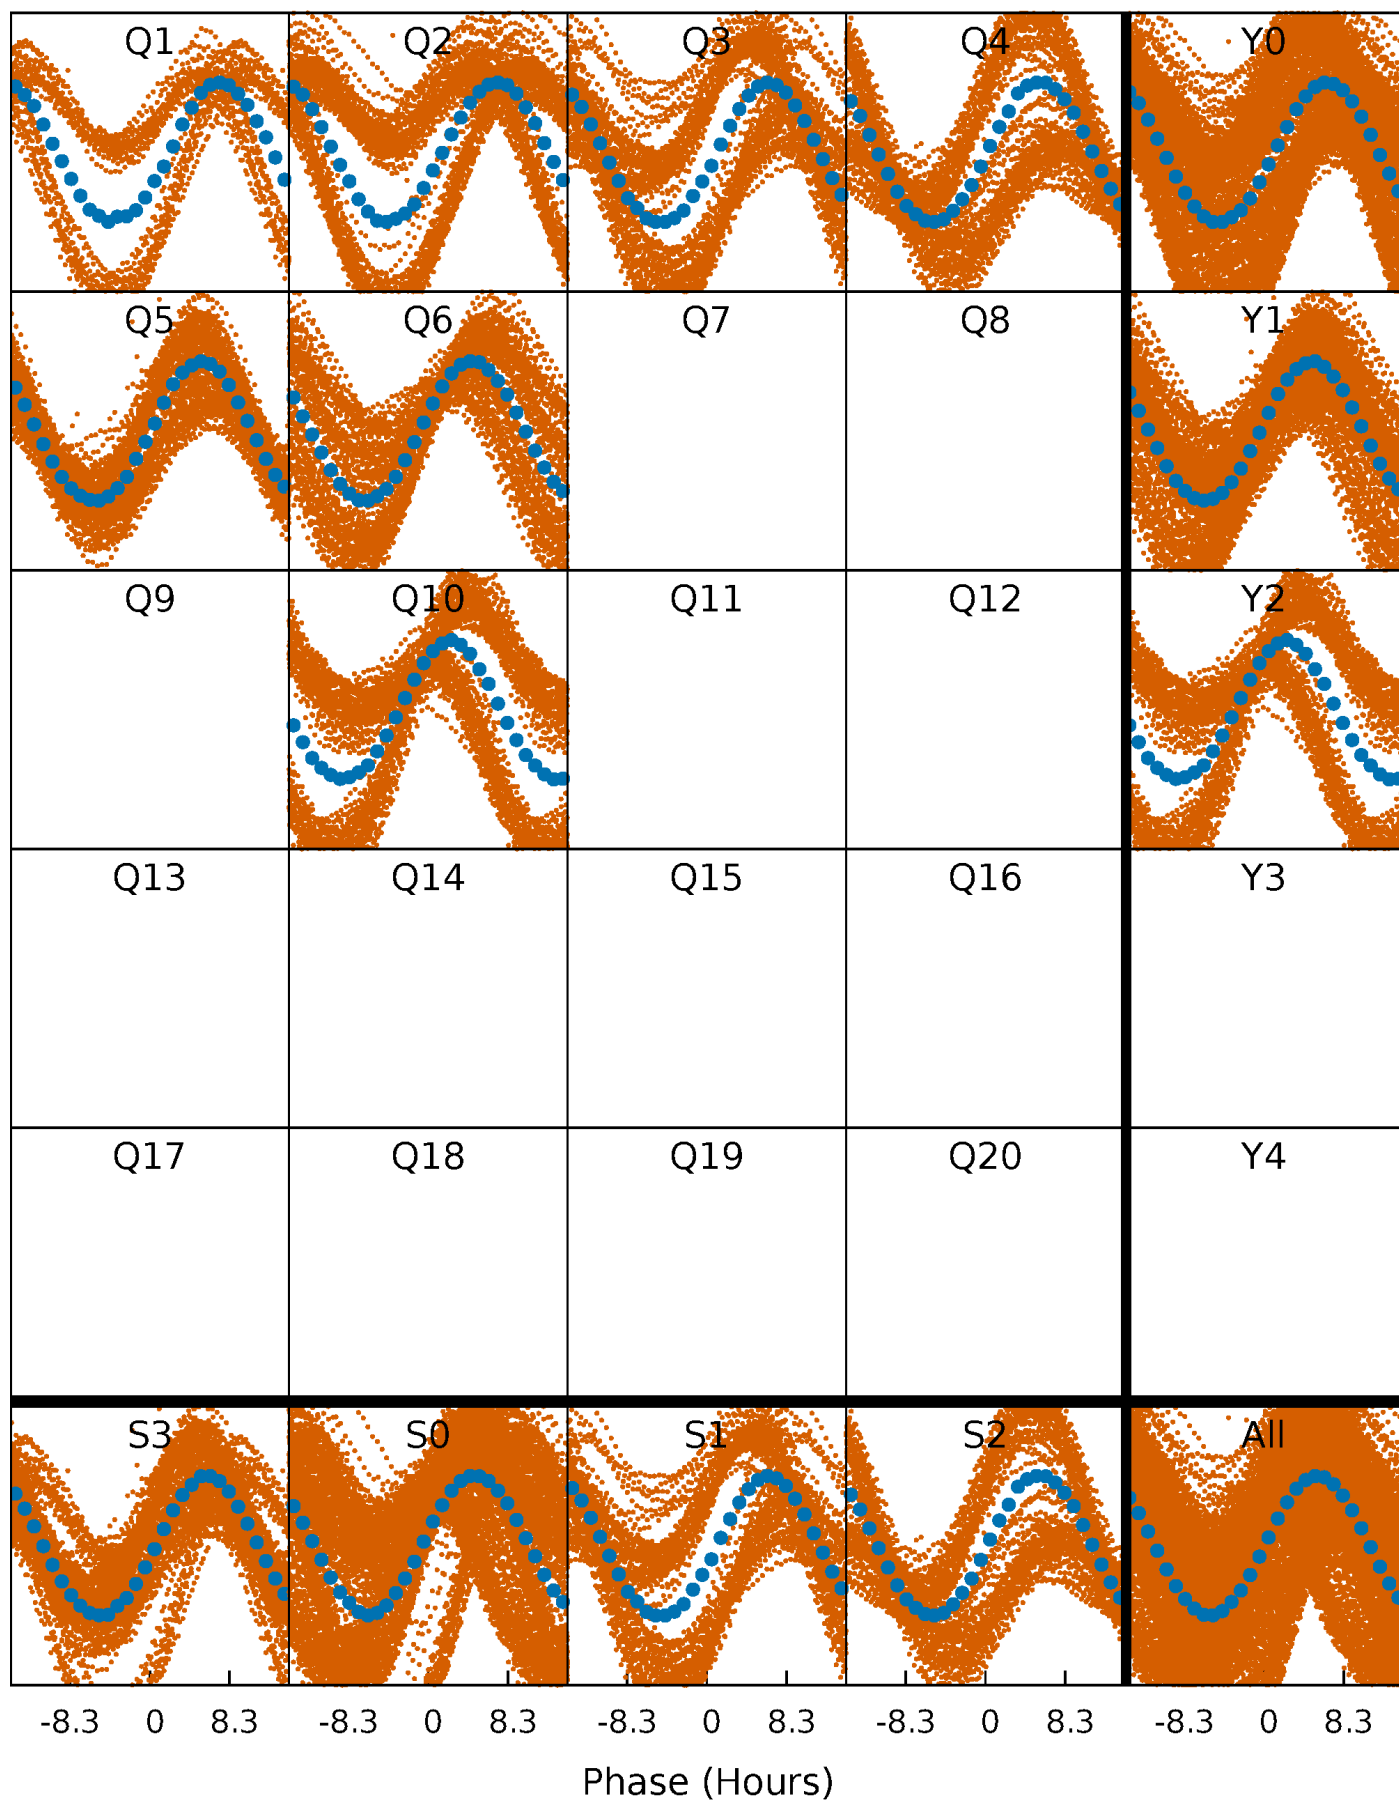 Q1 Q2 Q3 Q4 Y0
Q5 Q6 Q7 Q8 Y1
Q9 Q10 Q11 Q12 Y2
Q13 Q14 Q15 Q16 Y3
Q17 Q18 Q19 Q20 Y4
S3 S0 S1 S2 All
-8.3 0 8.3 -8.3 0 8.3 -8.3 0 8.3 -8.3 0 8.3 -8.3 0 8.3
Phase (Hours)